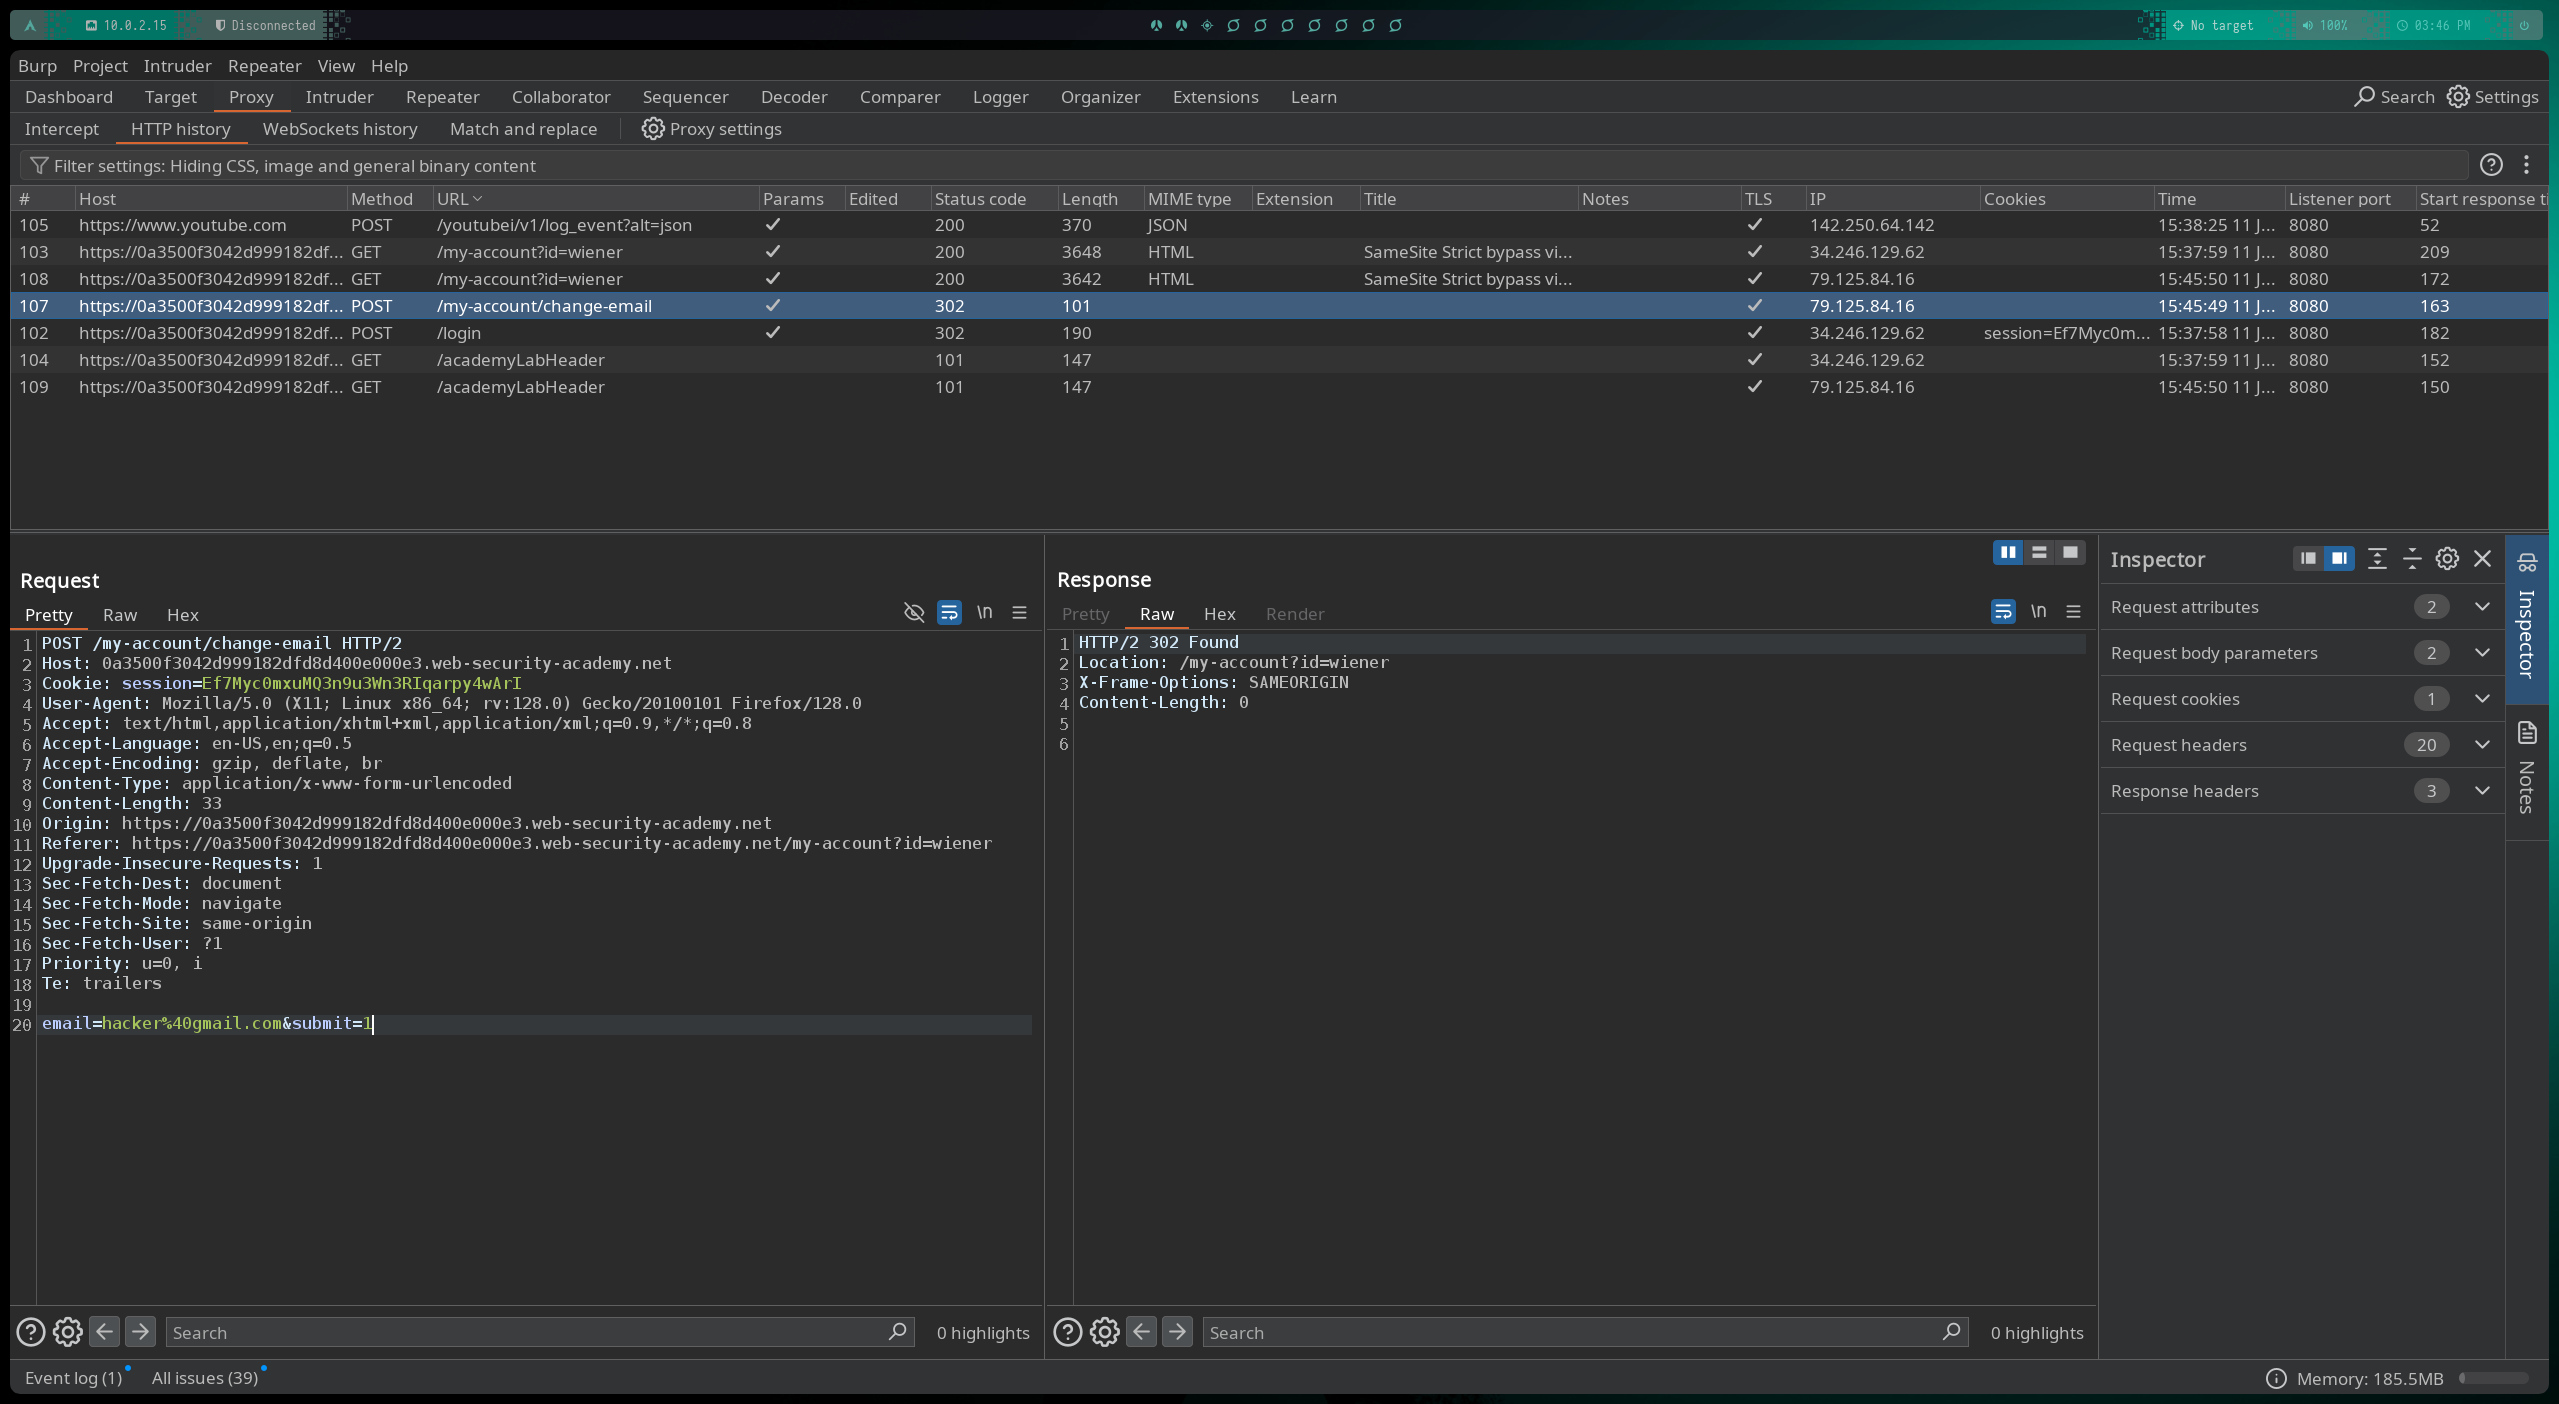 10.0.2.15 Disconnected No target 100% 03:46 PM
Burp Project Intruder Repeater View Help
Dashboard Target Proxy Intruder Repeater Collaborator Sequencer Decoder Comparer Logger Organizer Extensions Learn Search Settings
Intercept HTTP history WebSockets history Match and replace Proxy settings
Filter settings: Hiding CSS, image and general binary content
# Host Method URL Params Edited Status code Length MIME type Extension Title Notes TLS IP Cookies Time Listener port Start response ti
105 https://www.youtube.com POST /youtubei/v1/log_event?alt=json ✓ 200 370 JSON ✓ 142.250.64.142 15:38:25 11 J... 8080 52
103 https://0a3500f3042d999182df... GET /my-account?id=wiener ✓ 200 3648 HTML SameSite Strict bypass vi... ✓ 34.246.129.62 15:37:59 11 J... 8080 209
108 https://0a3500f3042d999182df... GET /my-account?id=wiener ✓ 200 3642 HTML SameSite Strict bypass vi... ✓ 79.125.84.16 15:45:50 11 J... 8080 172
107 https://0a3500f3042d999182df... POST /my-account/change-email ✓ 302 101 ✓ 79.125.84.16 15:45:49 11 J... 8080 163
102 https://0a3500f3042d999182df... POST /login ✓ 302 190 ✓ 34.246.129.62 session=Ef7Myc0m... 15:37:58 11 J... 8080 182
104 https://0a3500f3042d999182df... GET /academyLabHeader 101 147 ✓ 34.246.129.62 15:37:59 11 J... 8080 152
109 https://0a3500f3042d999182df... GET /academyLabHeader 101 147 ✓ 79.125.84.16 15:45:50 11 J... 8080 150
Request
Pretty Raw Hex \n
1 POST /my-account/change-email HTTP/2
2 Host: 0a3500f3042d999182dfd8d400e000e3.web-security-academy.net
3 Cookie: session=Ef7Myc0mxuMQ3n9u3Wn3RIqarpy4wArI
4 User-Agent: Mozilla/5.0 (X11; Linux x86_64; rv:128.0) Gecko/20100101 Firefox/128.0
5 Accept: text/html,application/xhtml+xml,application/xml;q=0.9,*/*;q=0.8
6 Accept-Language: en-US,en;q=0.5
7 Accept-Encoding: gzip, deflate, br
8 Content-Type: application/x-www-form-urlencoded
9 Content-Length: 33
10 Origin: https://0a3500f3042d999182dfd8d400e000e3.web-security-academy.net
11 Referer: https://0a3500f3042d999182dfd8d400e000e3.web-security-academy.net/my-account?id=wiener
12 Upgrade-Insecure-Requests: 1
13 Sec-Fetch-Dest: document
14 Sec-Fetch-Mode: navigate
15 Sec-Fetch-Site: same-origin
16 Sec-Fetch-User: ?1
17 Priority: u=0, i
18 Te: trailers
19
20 email=hacker%40gmail.com&submit=1
Search 0 highlights
Response
Pretty Raw Hex Render \n
1 HTTP/2 302 Found
2 Location: /my-account?id=wiener
3 X-Frame-Options: SAMEORIGIN
4 Content-Length: 0
5
6
Search 0 highlights
Inspector
Request attributes 2
Request body parameters 2
Request cookies 1
Request headers 20
Response headers 3
Inspector
Notes
Event log (1) All issues (39) Memory: 185.5MB